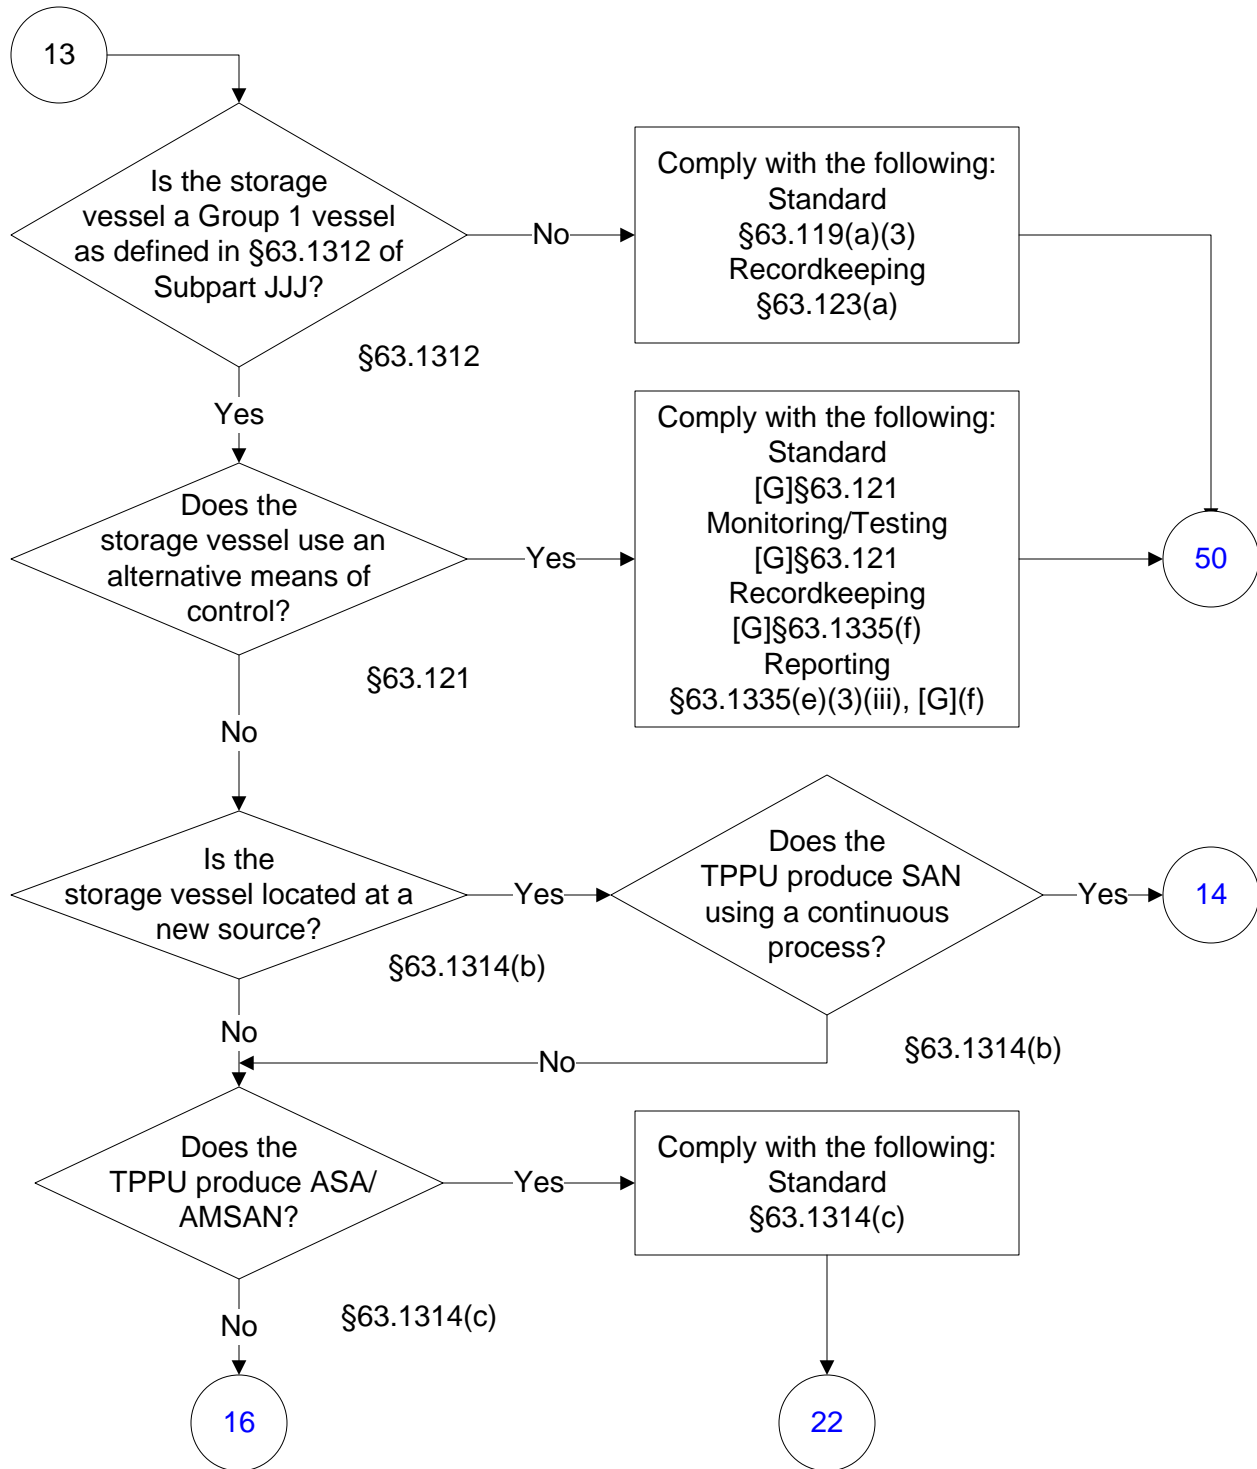 13
Is the storage
vessel a Group 1 vessel
as defined in §63.1312 of
Subpart JJJ?
No
Comply with the following:
Standard
§63.119(a)(3)
Recordkeeping
§63.123(a)
§63.1312
Yes
Does the
storage vessel use an
alternative means of
control?
Yes
Comply with the following:
Standard
[G]§63.121
Monitoring/Testing
[G]§63.121
Recordkeeping
[G]§63.1335(f)
Reporting
§63.1335(e)(3)(iii), [G](f)
50
§63.121
No
Is the
storage vessel located at a
new source?
Yes
Does the
TPPU produce SAN
using a continuous
process?
Yes
14
§63.1314(b)
No
§63.1314(b)
No
Does the
TPPU produce ASA/
AMSAN?
Yes
Comply with the following:
Standard
§63.1314(c)
§63.1314(c)
No
16
22